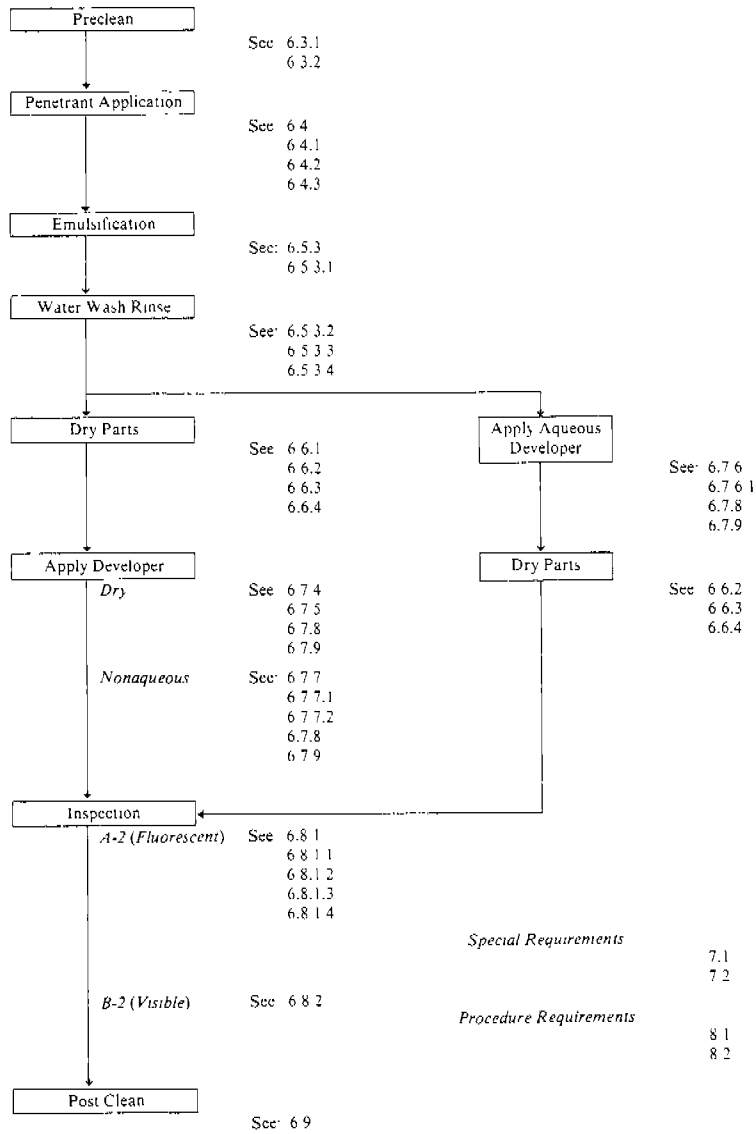 Preclean
See 6.3.1
6 3.2
Penetrant Application
See 6 4
6 4.1
6 4.2
6 4.3
Emulsification
See: 6.5.3
6 5 3.1
Water Wash Rinse
See· 6.5 3.2
6 5 3 3
6.5 3 4
Dry Parts
See 6 6.1
6 6.2
6 6.3
6.6.4
Apply Aqueous
Developer
See· 6.7 6
6.7 6 1
6.7.8
6.7.9
Apply Developer
Dry
See 6 7 4
6 7 5
6 7.8
6 7.9
Nonaqueous
See· 6 7 7
6 7 7.1
6 7 7.2
6.7.8
6 7 9
Dry Parts
See 6 6.2
6 6.3
6.6.4
Inspection
A-2 (Fluorescent)
See 6.8 1
6 8 1 1
6 8.1 2
6.8.1.3
6.8 1 4
Special Requirements
7.1
7 2
B-2 (Visible)
See 6 8 2
Procedure Requirements
8 1
8 2
Post Clean
See· 6 9